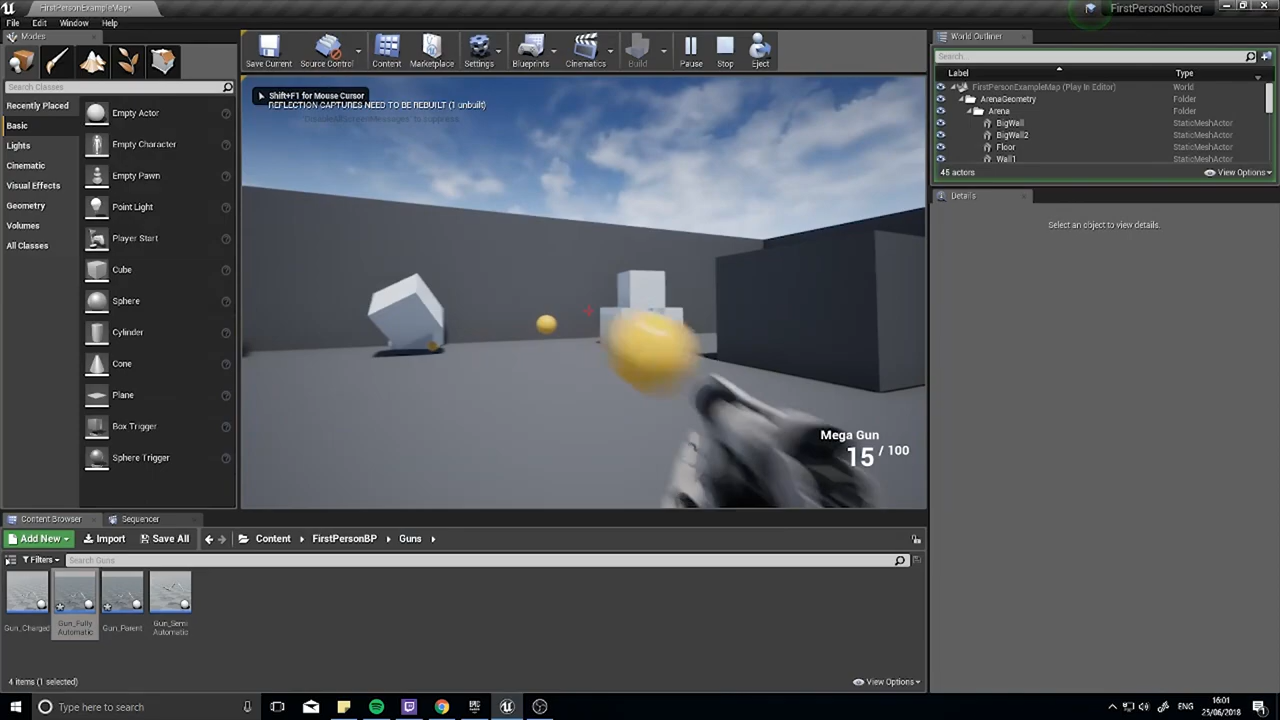 FirstPersonExampleMap*
FirstPersonShooter
File Edit Window Help
Modes
Search Classes
Recently Placed
Basic
Lights
Cinematic
Visual Effects
Geometry
Volumes
All Classes
Empty Actor
Empty Character
Empty Pawn
Point Light
Player Start
Cube
Sphere
Cylinder
Cone
Plane
Box Trigger
Sphere Trigger
Save Current
Source Control
Content
Marketplace
Settings
Blueprints
Cinematics
Build
Pause
Stop
Eject
Shift+F1 for Mouse Cursor
REFLECTION CAPTURES NEED TO BE REBUILT (1 unbuilt)
'DisableAllScreenMessages' to suppress
Mega Gun
15 / 100
World Outliner
Search...
Label Type
FirstPersonExampleMap (Play In Editor) World
ArenaGeometry Folder
Arena Folder
BigWall StaticMeshActor
BigWall2 StaticMeshActor
Floor StaticMeshActor
Wall1 StaticMeshActor
45 actors
View Options
Details
Select an object to view details.
Content Browser
Sequencer
Add New
Import
Save All
Content
FirstPersonBP
Guns
Filters
Search Guns
Gun_Charged
Gun_Fully
Automatic
Gun_Parent
Gun_Semi
Automatic
4 items (1 selected)
View Options
Type here to search
ENG
16:01
25/06/2018